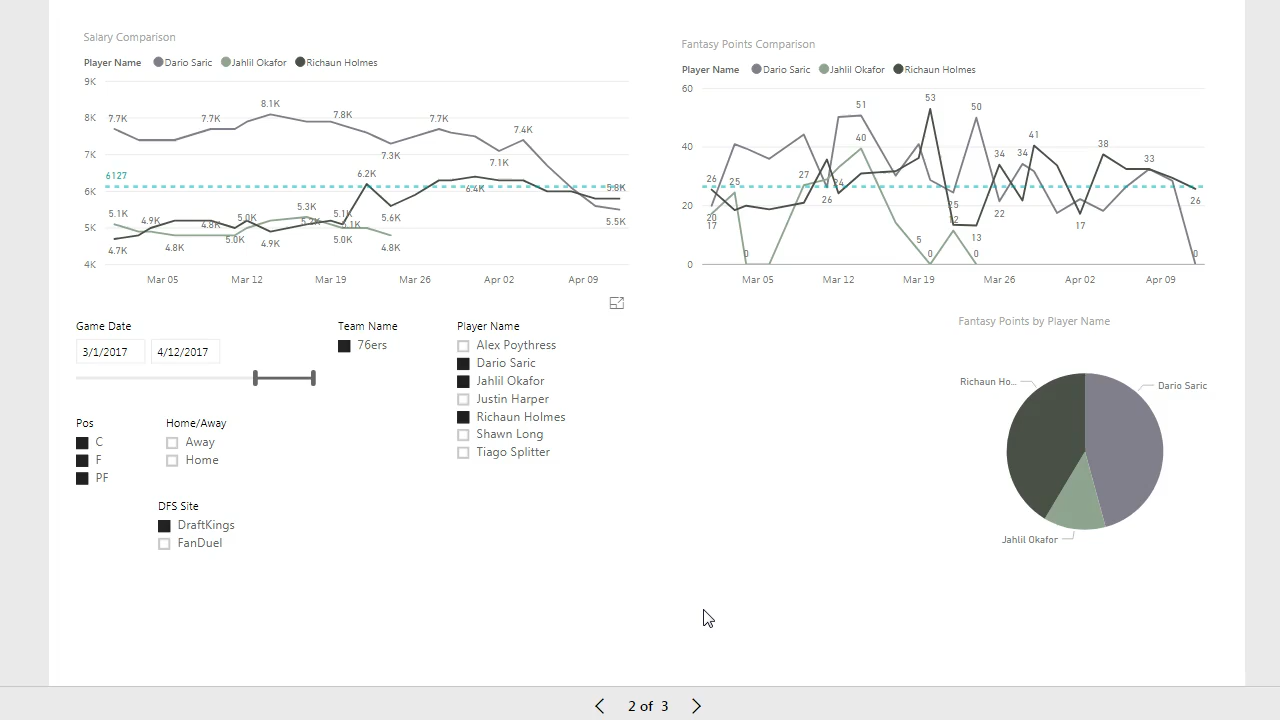 Salary Comparison
Player Name Dario Saric Jahlil Okafor Richaun Holmes
9K
8K
7K
6K
5K
4K
7.7K 9.7K 8.1K 7.8K 7.3K 7.7K 7.1K 7.4K
6127
6.2K 6.4K 5.8K
5.1K 4.9K 4.8K 5.0K 5.3K 5.2K 5.1K 5.1K 5.6K 5.5K
4.7K 4.8K 5.0K 4.9K 5.0K 4.8K
Mar 05 Mar 12 Mar 19 Mar 26 Apr 02 Apr 09
Fantasy Points Comparison
Player Name Dario Saric Jahlil Okafor Richaun Holmes
60
40
20
0
51 53 50
40 41 38
26 25 27 24 34 34 33
20 17 26 25 12 22 17 26
0 5 0 13 0 0
Mar 05 Mar 12 Mar 19 Mar 26 Apr 02 Apr 09
Game Date
3/1/2017 4/12/2017
Team Name
76ers
Player Name
Alex Poythress
Dario Saric
Jahlil Okafor
Justin Harper
Richaun Holmes
Shawn Long
Tiago Splitter
Pos
C
F
PF
Home/Away
Away
Home
DFS Site
DraftKings
FanDuel
Fantasy Points by Player Name
Richaun Ho...
Dario Saric
Jahlil Okafor
2 of 3